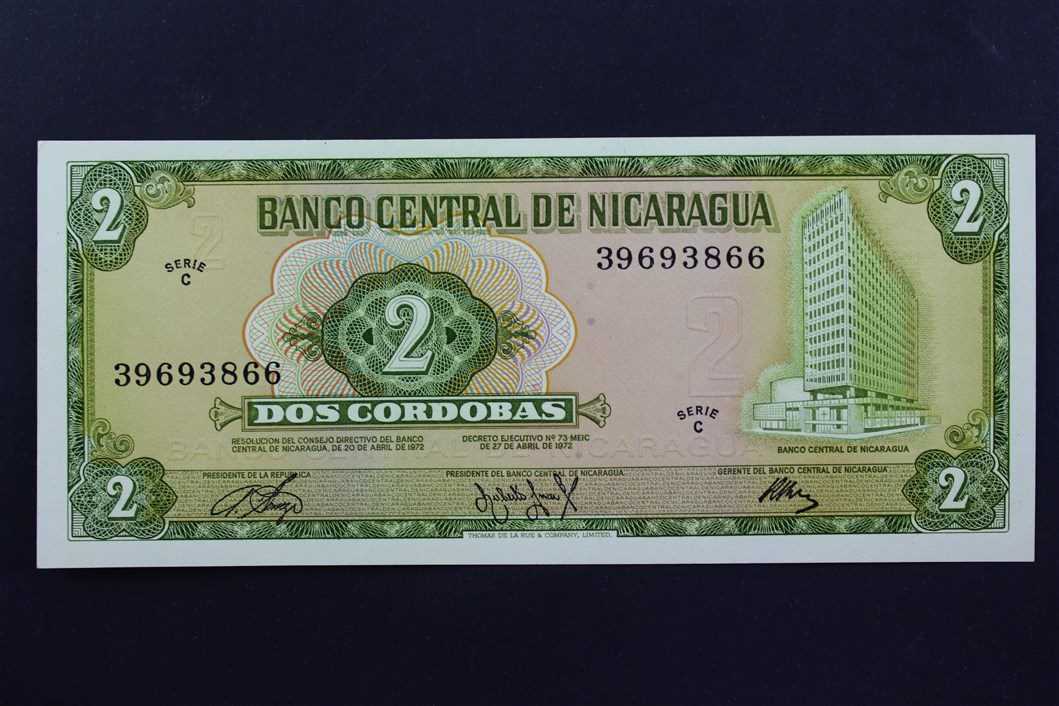 2
2
BANCO CENTRAL DE NICARAGUA
39693866
SERIE
C
2
2
2
39693866
DOS CORDOBAS
SERIE
C
RESOLUCION DEL CONSEJO DIRECTIVO DEL BANCO
CENTRAL DE NICARAGUA, DE 20 DE ABRIL DE 1972
DECRETO EJECUTIVO Nº 73-MEIC
DE 27 DE ABRIL DE 1972
BANCO CENTRAL DE NICARAGUA
PRESIDENTE DE LA REPUBLICA
PRESIDENTE DEL BANCO CENTRAL DE NICARAGUA
GERENTE DEL BANCO CENTRAL DE NICARAGUA
2
2
THOMAS DE LA RUE & COMPANY, LIMITED.